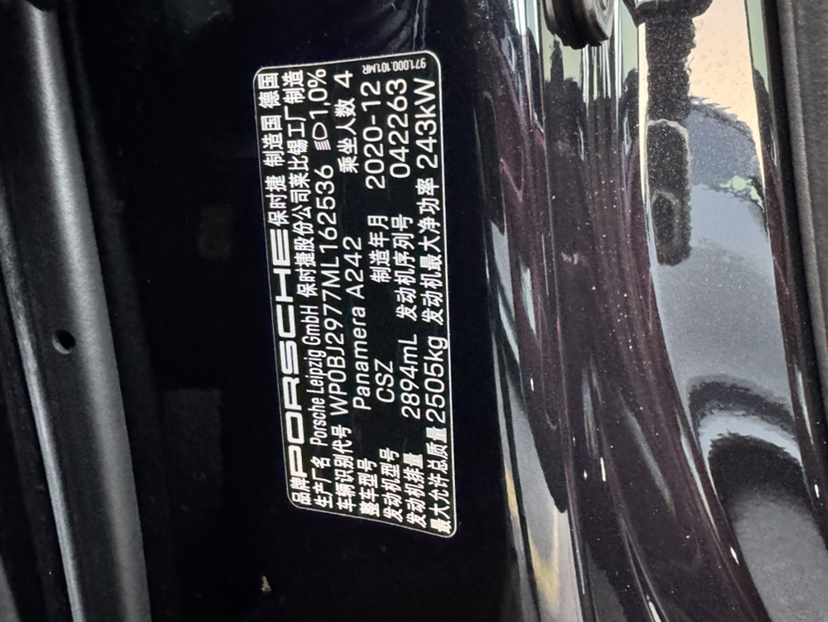 品牌 PORSCHE 保时捷 制造国 德国
生产厂名 Porsche Leipzig GmbH 保时捷股份公司莱比锡工厂制造
车辆识别代号 WP0BJ2977ML162536 1,0%
整车型号 Panamera A242 乘坐人数 4
发动机型号 CSZ 制造年月 2020-12
发动机排量 2894mL 发动机序列号 042263
最大允许总质量 2505kg 发动机最大净功率 243kW
971.000.101.MR